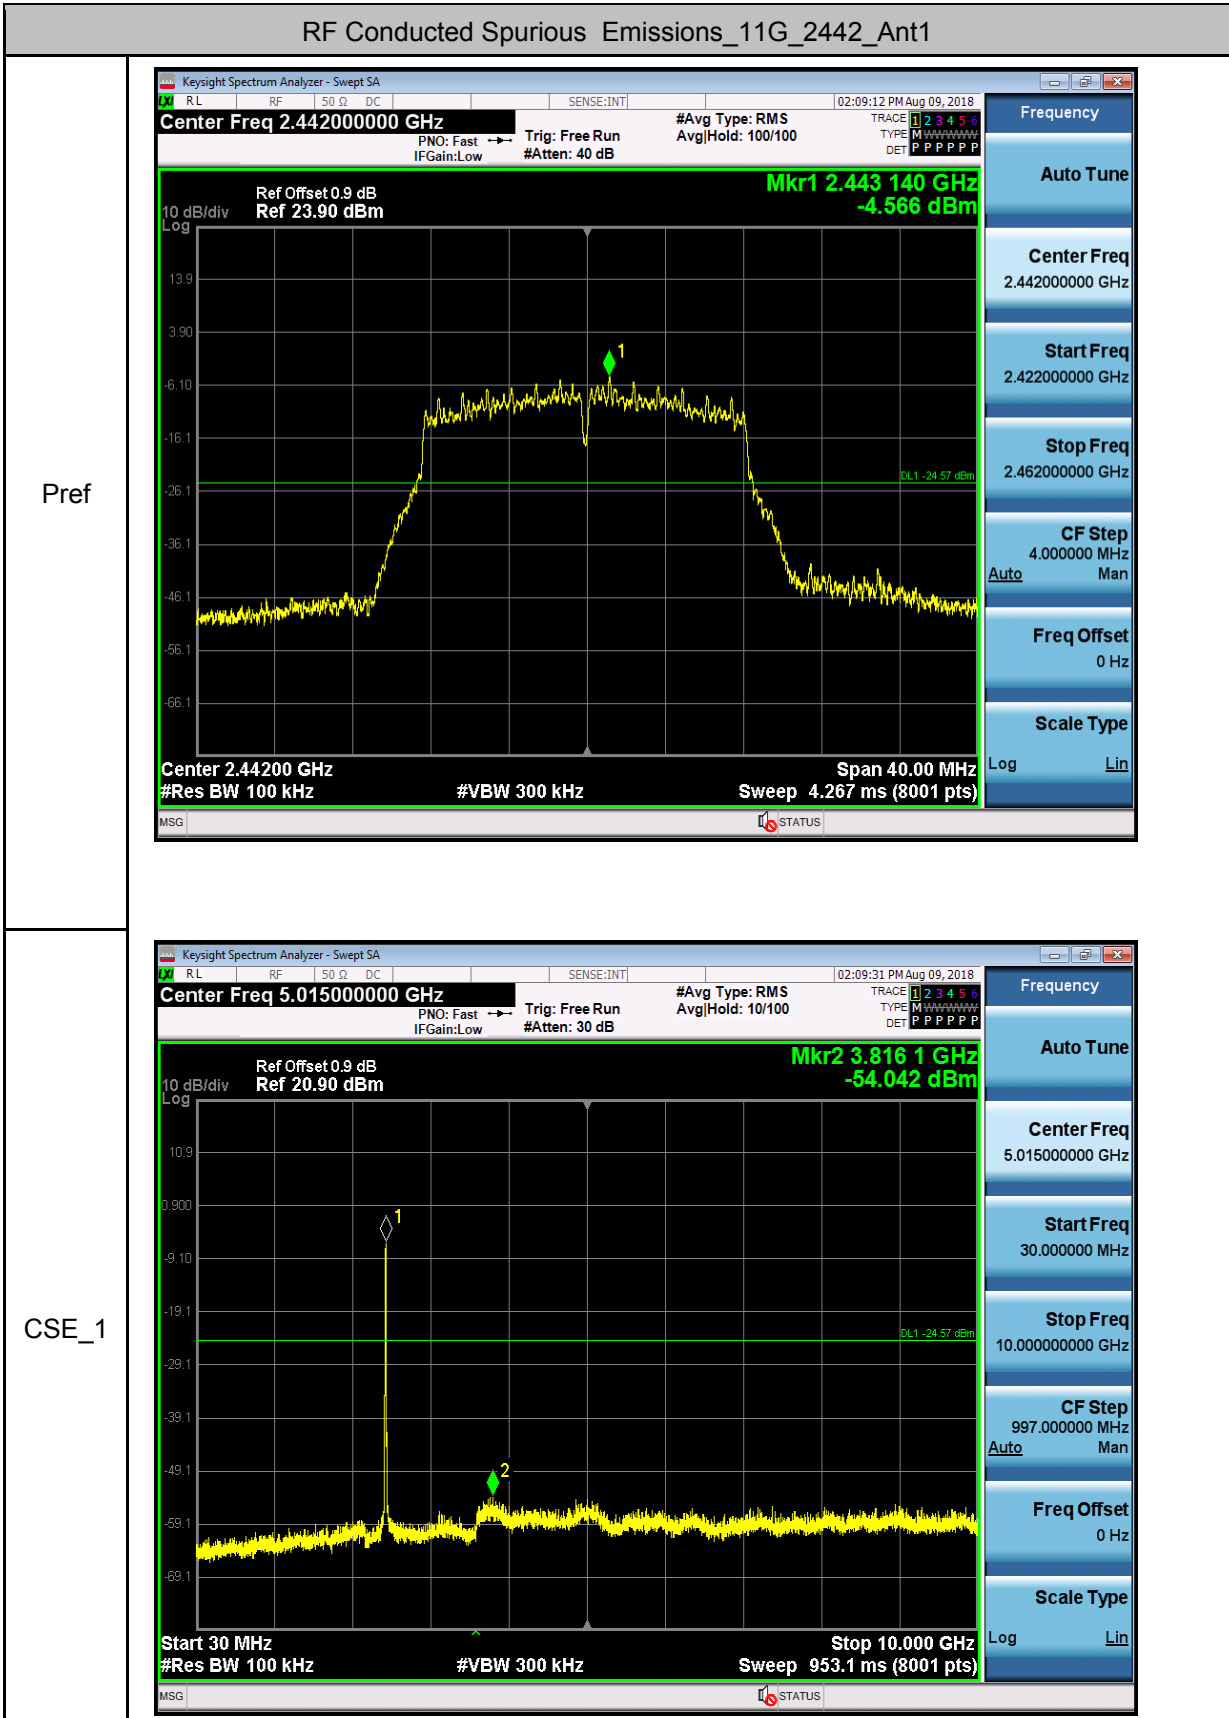 RF Conducted Spurious Emissions_11G_2442_Ant1
Pref
Keysight Spectrum Analyzer - Swept SA
LXI RL RF 50 Ω DC SENSE:INT 02:09:12 PM Aug 09, 2018
Center Freq 2.442000000 GHz
PNO: Fast
IFGain:Low
Trig: Free Run
#Atten: 40 dB
#Avg Type: RMS
Avg|Hold: 100/100
TRACE 1 2 3 4 5 6
TYPE M W W W W W
DET P P P P P P
Mkr1 2.443 140 GHz
-4.566 dBm
Ref Offset 0.9 dB
10 dB/div Ref 23.90 dBm
Log
13.9
3.90
-6.10
-16.1
-26.1
-36.1
-46.1
-56.1
-66.1
1
DL1 -24.57 dBm
Center 2.44200 GHz Span 40.00 MHz
#Res BW 100 kHz #VBW 300 kHz Sweep 4.267 ms (8001 pts)
MSG STATUS
Frequency
Auto Tune
Center Freq
2.442000000 GHz
Start Freq
2.422000000 GHz
Stop Freq
2.462000000 GHz
CF Step
4.000000 MHz
Auto Man
Freq Offset
0 Hz
Scale Type
Log Lin
CSE_1
Keysight Spectrum Analyzer - Swept SA
LXI RL RF 50 Ω DC SENSE:INT 02:09:31 PM Aug 09, 2018
Center Freq 5.015000000 GHz
PNO: Fast
IFGain:Low
Trig: Free Run
#Atten: 30 dB
#Avg Type: RMS
Avg|Hold: 10/100
TRACE 1 2 3 4 5 6
TYPE M W W W W W
DET P P P P P P
Mkr2 3.816 1 GHz
-54.042 dBm
Ref Offset 0.9 dB
10 dB/div Ref 20.90 dBm
Log
10.9
0.900
-9.10
-19.1
-29.1
-39.1
-49.1
-59.1
-69.1
1
DL1 -24.57 dBm
2
Start 30 MHz Stop 10.000 GHz
#Res BW 100 kHz #VBW 300 kHz Sweep 953.1 ms (8001 pts)
MSG STATUS
Frequency
Auto Tune
Center Freq
5.015000000 GHz
Start Freq
30.000000 MHz
Stop Freq
10.000000000 GHz
CF Step
997.000000 MHz
Auto Man
Freq Offset
0 Hz
Scale Type
Log Lin